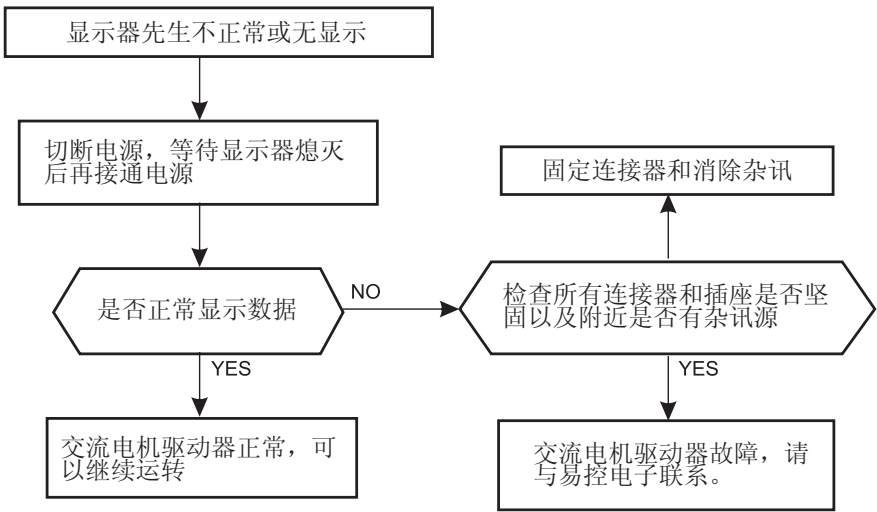 显示器先生不正常或无显示
切断电源，等待显示器熄灭
后再接通电源
固定连接器和消除杂讯
是否正常显示数据
NO
检查所有连接器和插座是否坚
固以及附近是否有杂讯源
YES
YES
交流电机驱动器正常，可
以继续运转
交流电机驱动器故障，请
与易控电子联系。